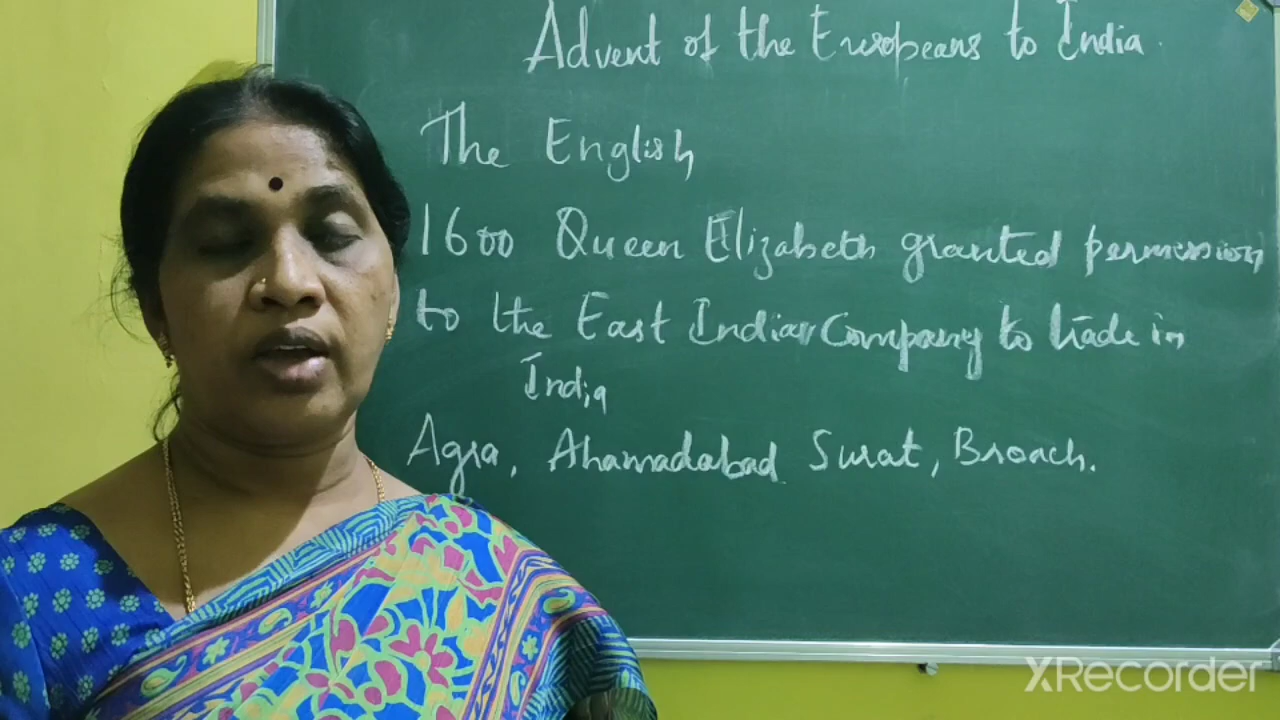 Advent of the Europeans to India.
The English
1600 Queen Elizabeth granted permission
to the East Indian Company to trade in
India
Agra, Ahamadabad Surat, Broach.
XRecorder